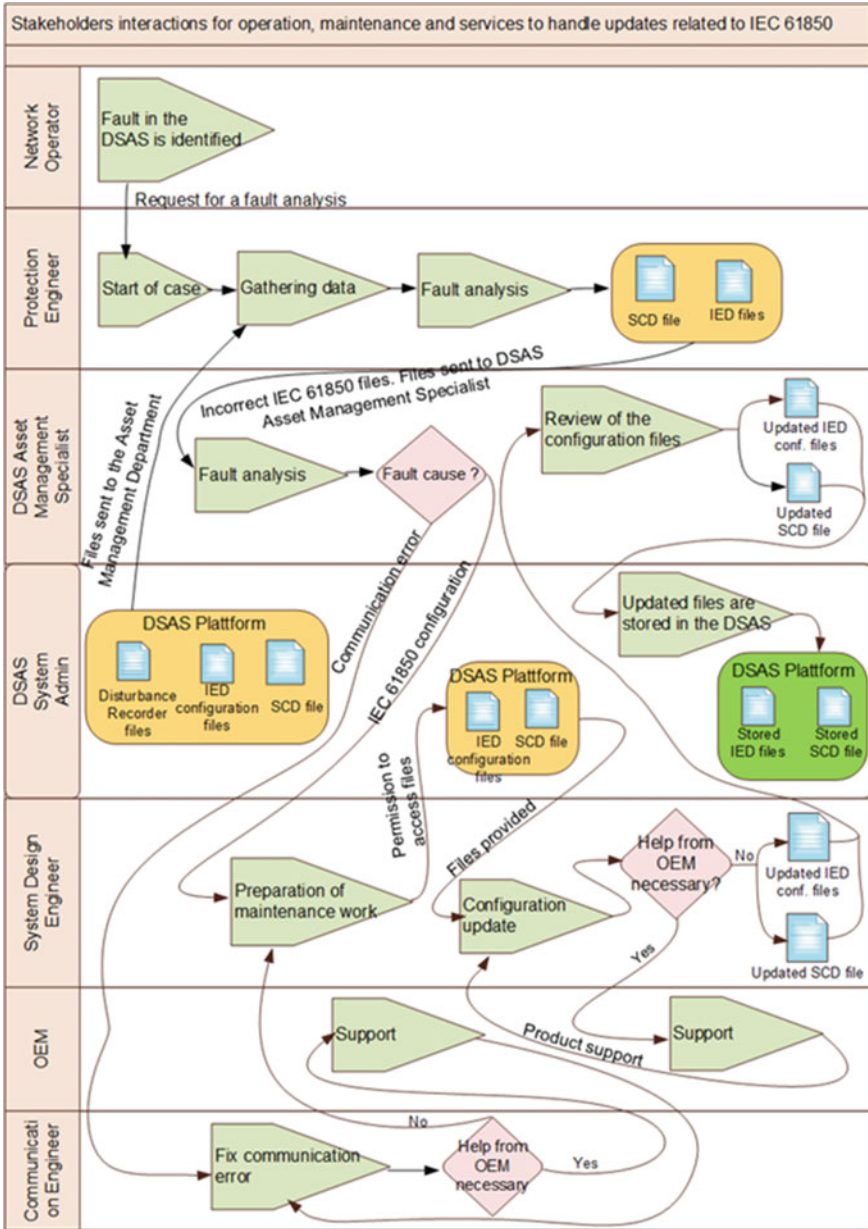 Stakeholders interactions for operation, maintenance and services to handle updates related to IEC 61850
Network
Operator
Fault in the
DSAS is identified
Request for a fault analysis
Protection
Engineer
Start of case
Gathering data
Fault analysis
SCD file
IED files
Incorrect IEC 61850 files. Files sent to DSAS
Asset Management Specialist
Files sent to the Asset
Management Department
DSAS Asset
Management
Specialist
Fault analysis
Fault cause ?
Review of the
configuration files
Updated IED
conf. files
Updated
SCD file
Communication error
IEC 61850 configuration
DSAS
System
Admin
DSAS Plattform
Disturbance
Recorder
files
IED
configuration
files
SCD file
DSAS Plattform
IED
configuration
files
SCD file
Updated files are
stored in the DSAS
DSAS Plattform
Stored
IED files
Stored
SCD file
Permission to
access files
Files provided
System Design
Engineer
Preparation of
maintenance work
Configuration
update
Help from
OEM
necessary?
No
Updated IED
conf. files
Updated SCD file
Yes
OEM
Support
Product support
Support
Communicati
on Engineer
Fix communication
error
No
Help from
OEM
necessary
Yes